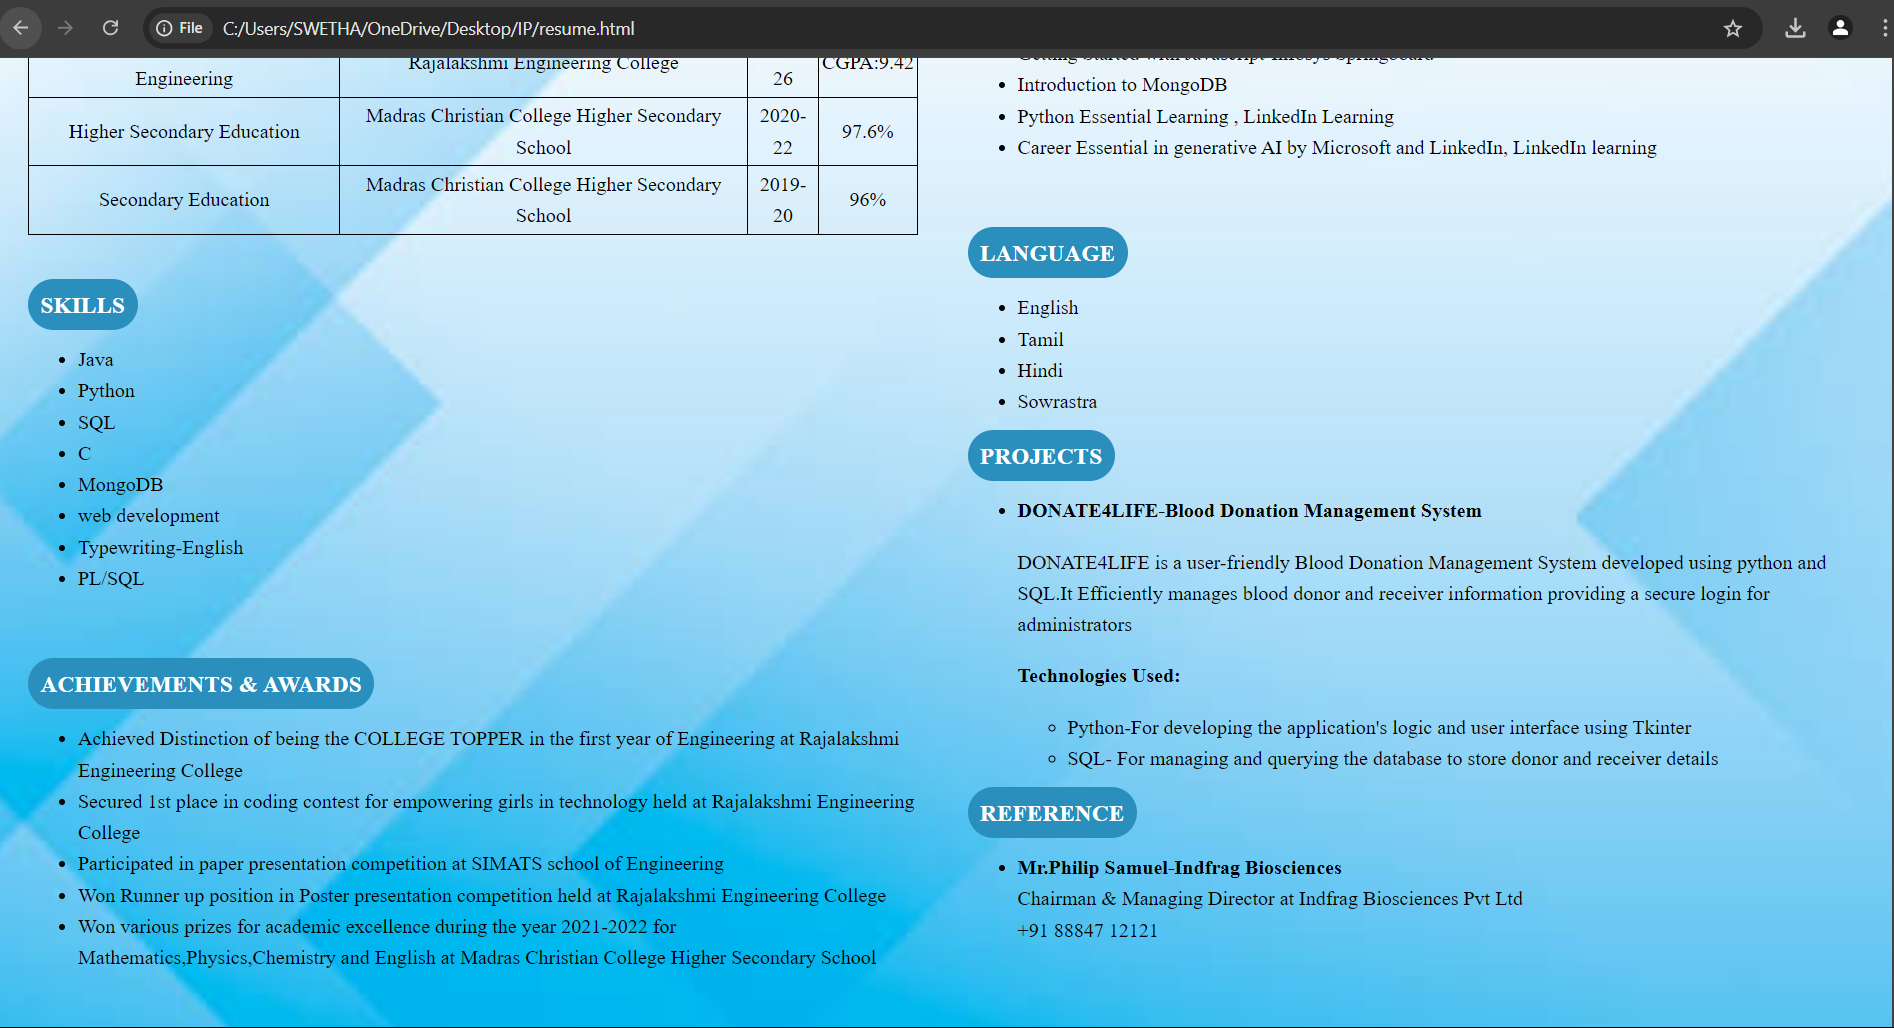 File C:/Users/SWETHA/OneDrive/Desktop/IP/resume.html
Rajalakshmi Engineering College CGPA:9.42
Engineering 26
Higher Secondary Education
Madras Christian College Higher Secondary
School
2020-
22
97.6%
Secondary Education
Madras Christian College Higher Secondary
School
2019-
20
96%
SKILLS
Java
Python
SQL
C
MongoDB
web development
Typewriting-English
PL/SQL
ACHIEVEMENTS & AWARDS
Achieved Distinction of being the COLLEGE TOPPER in the first year of Engineering at Rajalakshmi
Engineering College
Secured 1st place in coding contest for empowering girls in technology held at Rajalakshmi Engineering
College
Participated in paper presentation competition at SIMATS school of Engineering
Won Runner up position in Poster presentation competition held at Rajalakshmi Engineering College
Won various prizes for academic excellence during the year 2021-2022 for
Mathematics,Physics,Chemistry and English at Madras Christian College Higher Secondary School
Getting Started with Javascript-Infosys Springboard
Introduction to MongoDB
Python Essential Learning , LinkedIn Learning
Career Essential in generative AI by Microsoft and LinkedIn, LinkedIn learning
LANGUAGE
English
Tamil
Hindi
Sowrastra
PROJECTS
DONATE4LIFE-Blood Donation Management System
DONATE4LIFE is a user-friendly Blood Donation Management System developed using python and
SQL.It Efficiently manages blood donor and receiver information providing a secure login for
administrators
Technologies Used:
Python-For developing the application's logic and user interface using Tkinter
SQL- For managing and querying the database to store donor and receiver details
REFERENCE
Mr.Philip Samuel-Indfrag Biosciences
Chairman & Managing Director at Indfrag Biosciences Pvt Ltd
+91 88847 12121